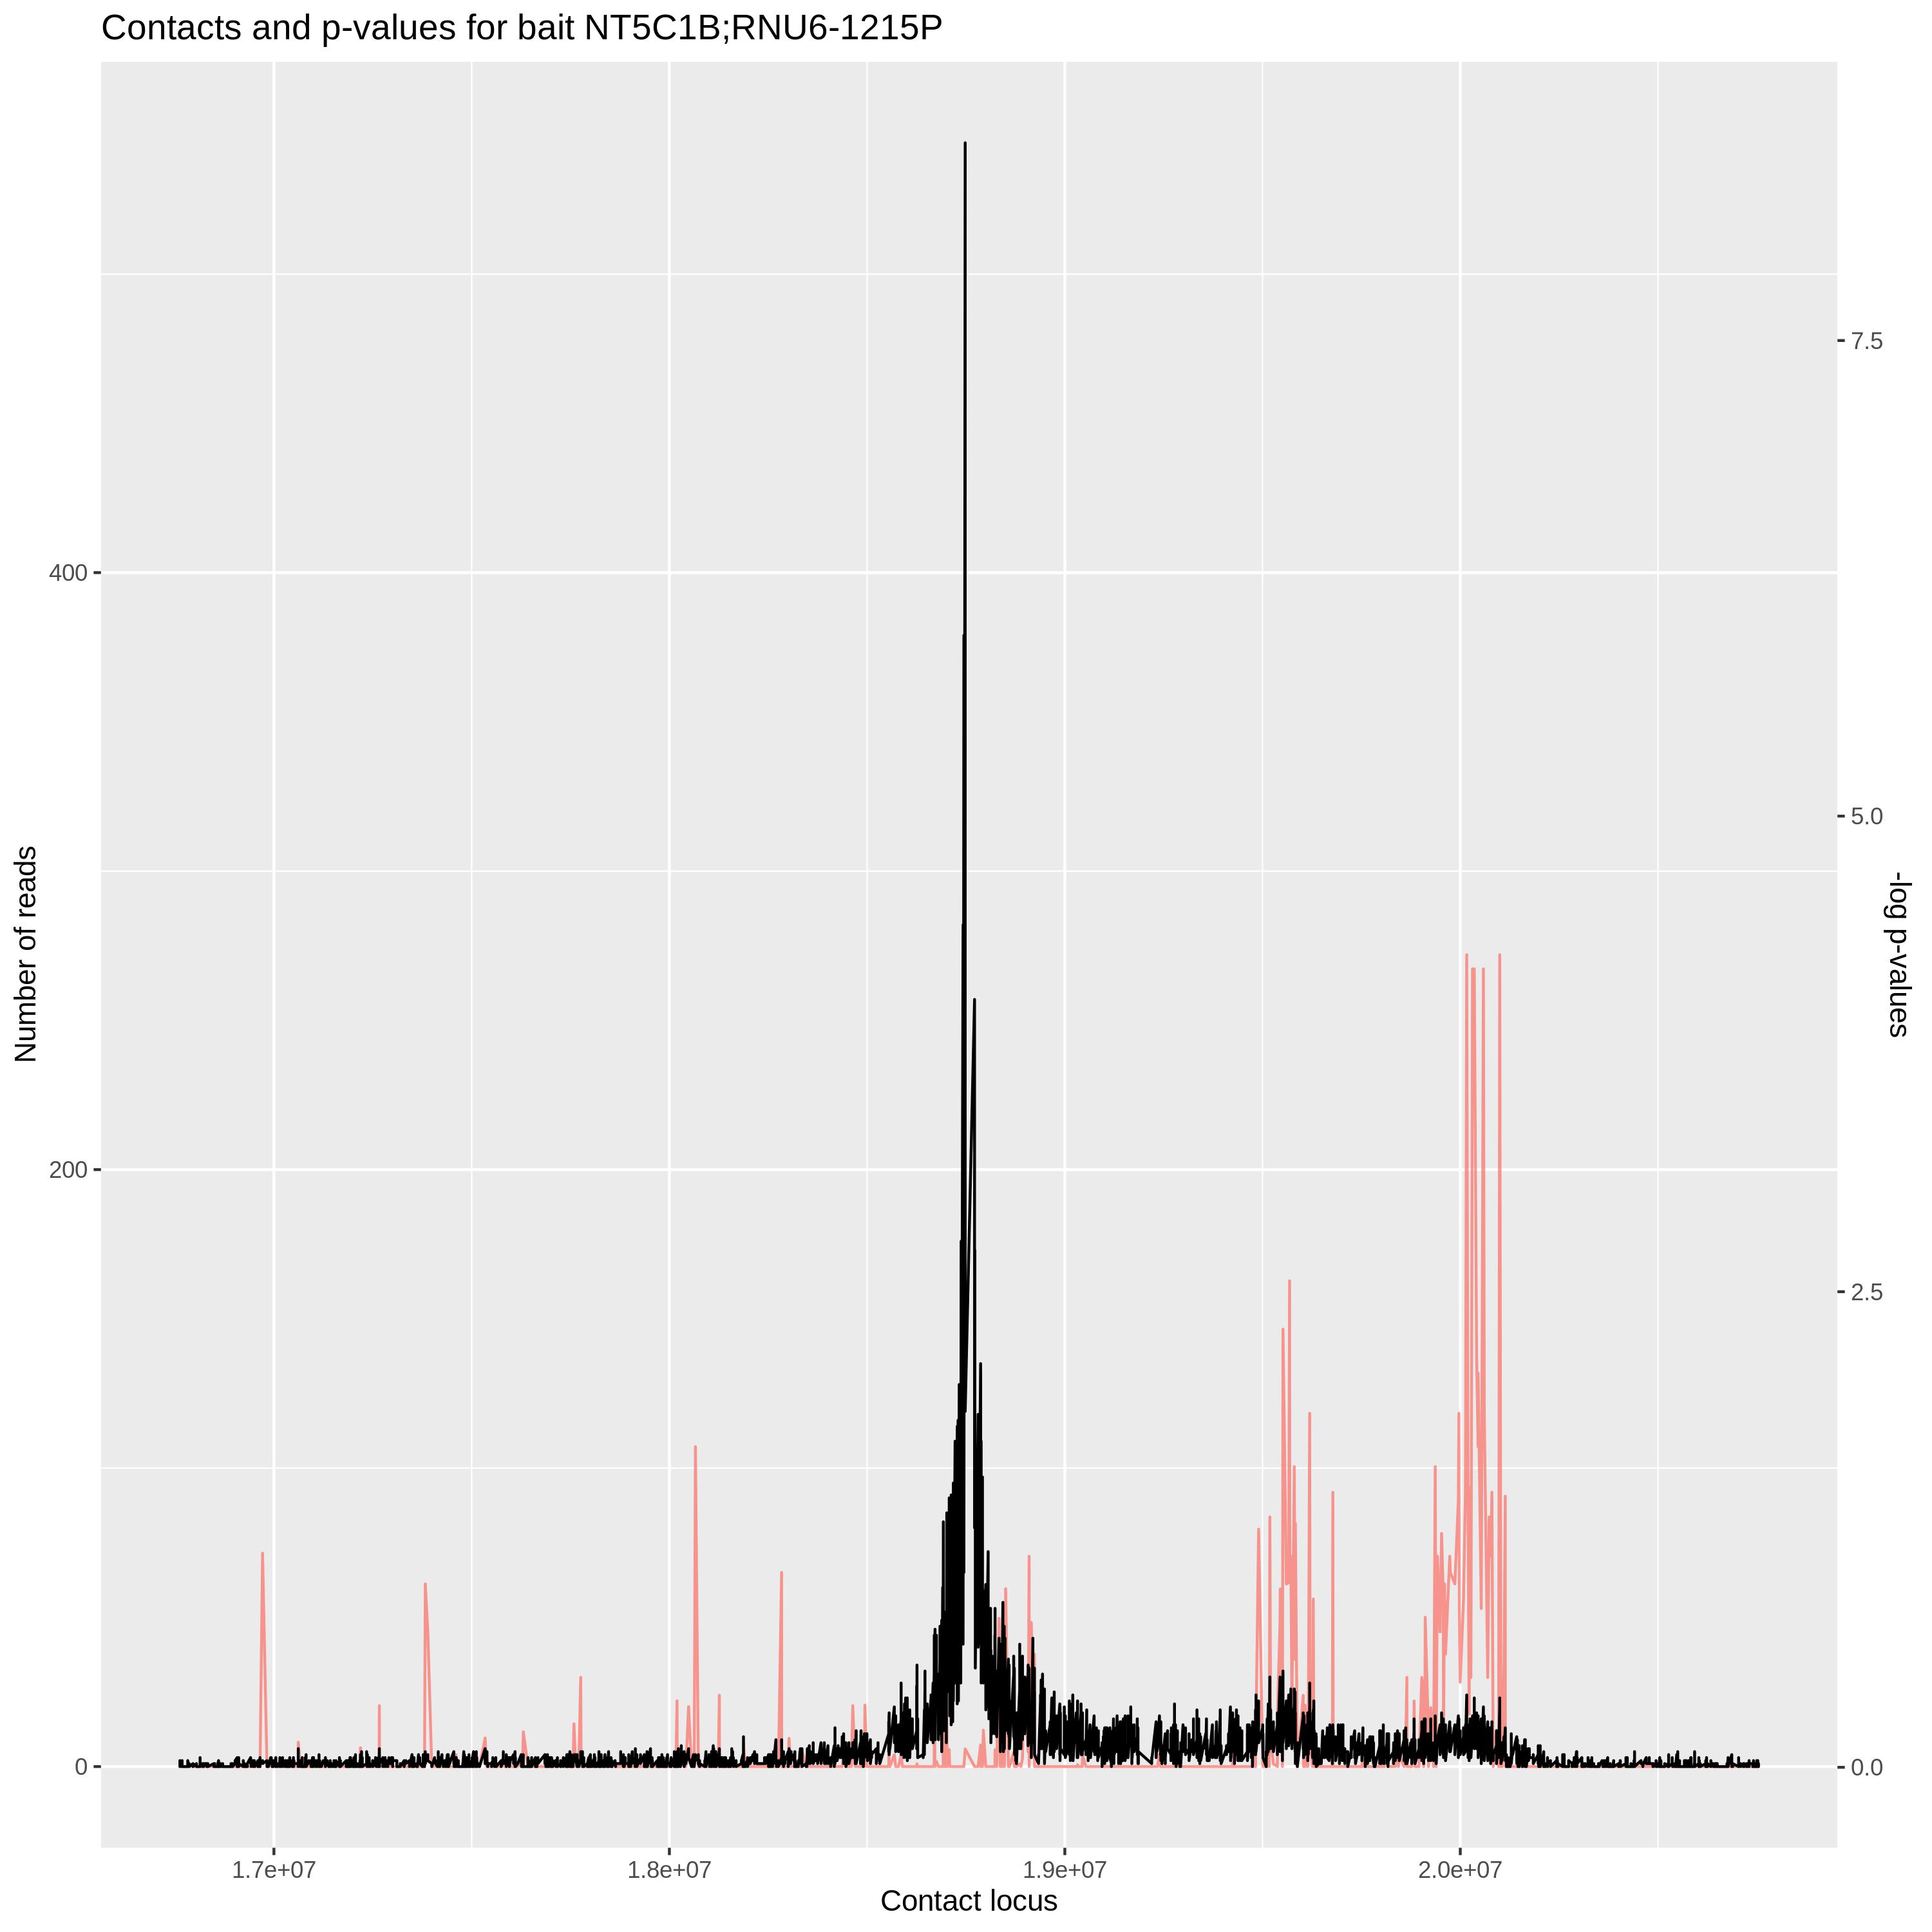 Contacts and p-values for bait NT5C1B;RNU6-1215P
Number of reads
400
200
0
7.5
5.0
2.5
0.0
-log p-values
1.7e+07
1.8e+07
1.9e+07
2.0e+07
Contact locus